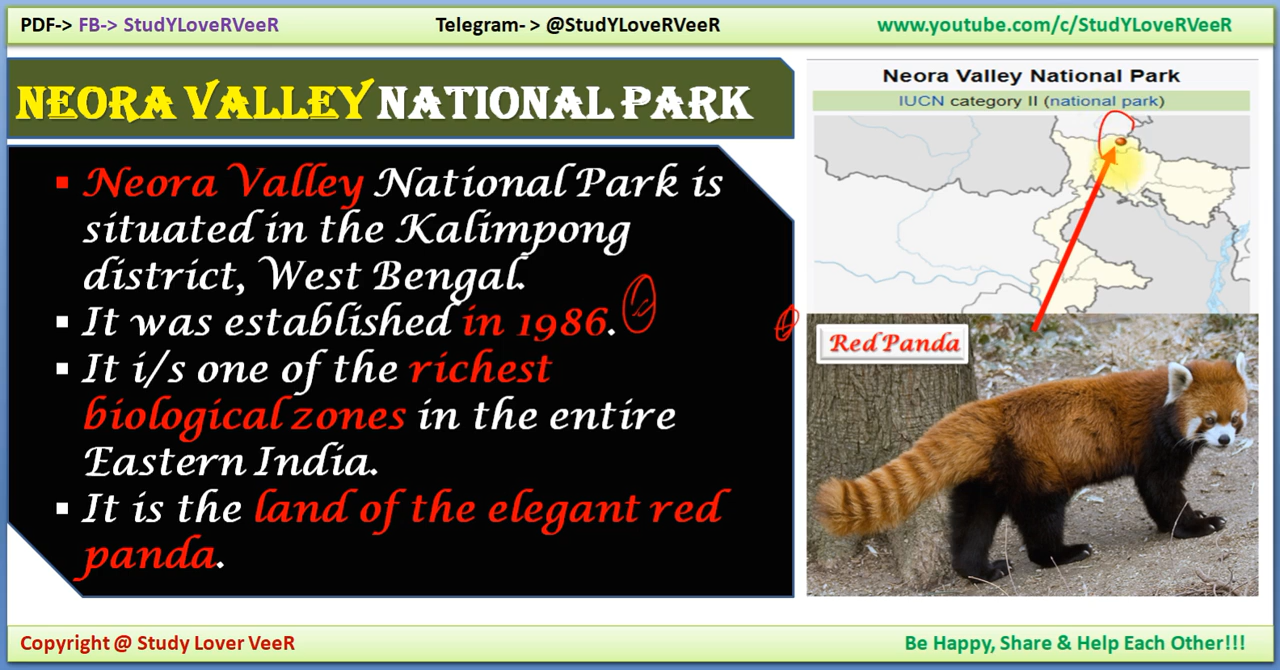 PDF-> FB-> StudYLoveRVeeR
Telegram- > @StudYLoveRVeeR
www.youtube.com/c/StudYLoveRVeeR
NEORA VALLEY NATIONAL PARK
Neora Valley National Park is
situated in the Kalimpong
district, West Bengal.
It was established in 1986.
It i/s one of the richest
biological zones in the entire
Eastern India.
It is the land of the elegant red
panda.
Neora Valley National Park
IUCN category II (national park)
Red Panda
Copyright @ Study Lover VeeR
Be Happy, Share & Help Each Other!!!